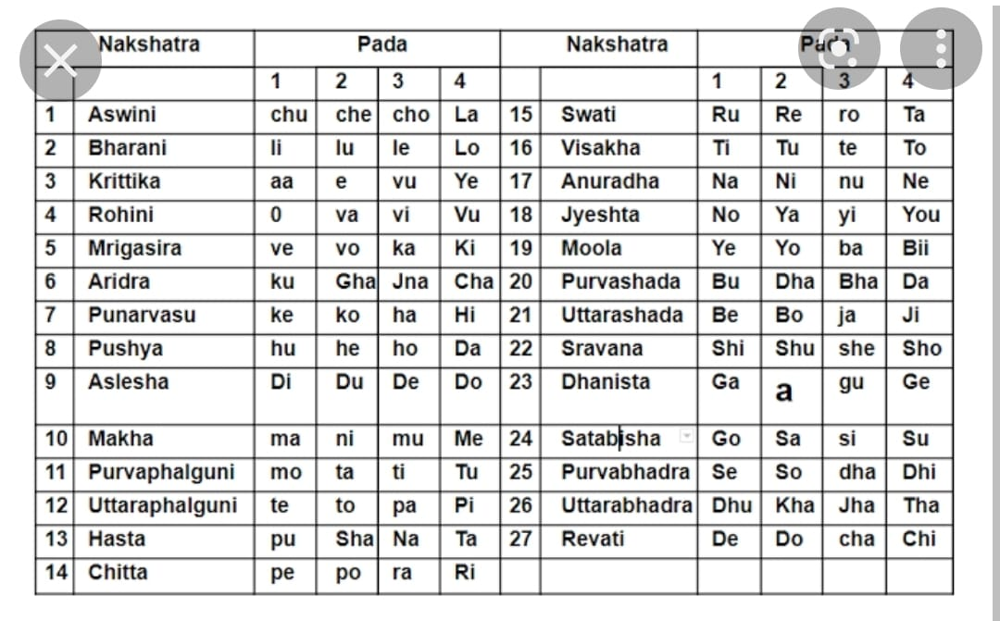 Nakshatra Pada Nakshatra Pada
1 2 3 4 1 2 3 4
1 Aswini chu che cho La 15 Swati Ru Re ro Ta
2 Bharani li lu le Lo 16 Visakha Ti Tu te To
3 Krittika aa e vu Ye 17 Anuradha Na Ni nu Ne
4 Rohini 0 va vi Vu 18 Jyeshta No Ya yi You
5 Mrigasira ve vo ka Ki 19 Moola Ye Yo ba Bii
6 Aridra ku Gha Jna Cha 20 Purvashada Bu Dha Bha Da
7 Punarvasu ke ko ha Hi 21 Uttarashada Be Bo ja Ji
8 Pushya hu he ho Da 22 Sravana Shi Shu she Sho
9 Aslesha Di Du De Do 23 Dhanista Ga a gu Ge
10 Makha ma ni mu Me 24 Satabisha Go Sa si Su
11 Purvaphalguni mo ta ti Tu 25 Purvabhadra Se So dha Dhi
12 Uttaraphalguni te to pa Pi 26 Uttarabhadra Dhu Kha Jha Tha
13 Hasta pu Sha Na Ta 27 Revati De Do cha Chi
14 Chitta pe po ra Ri